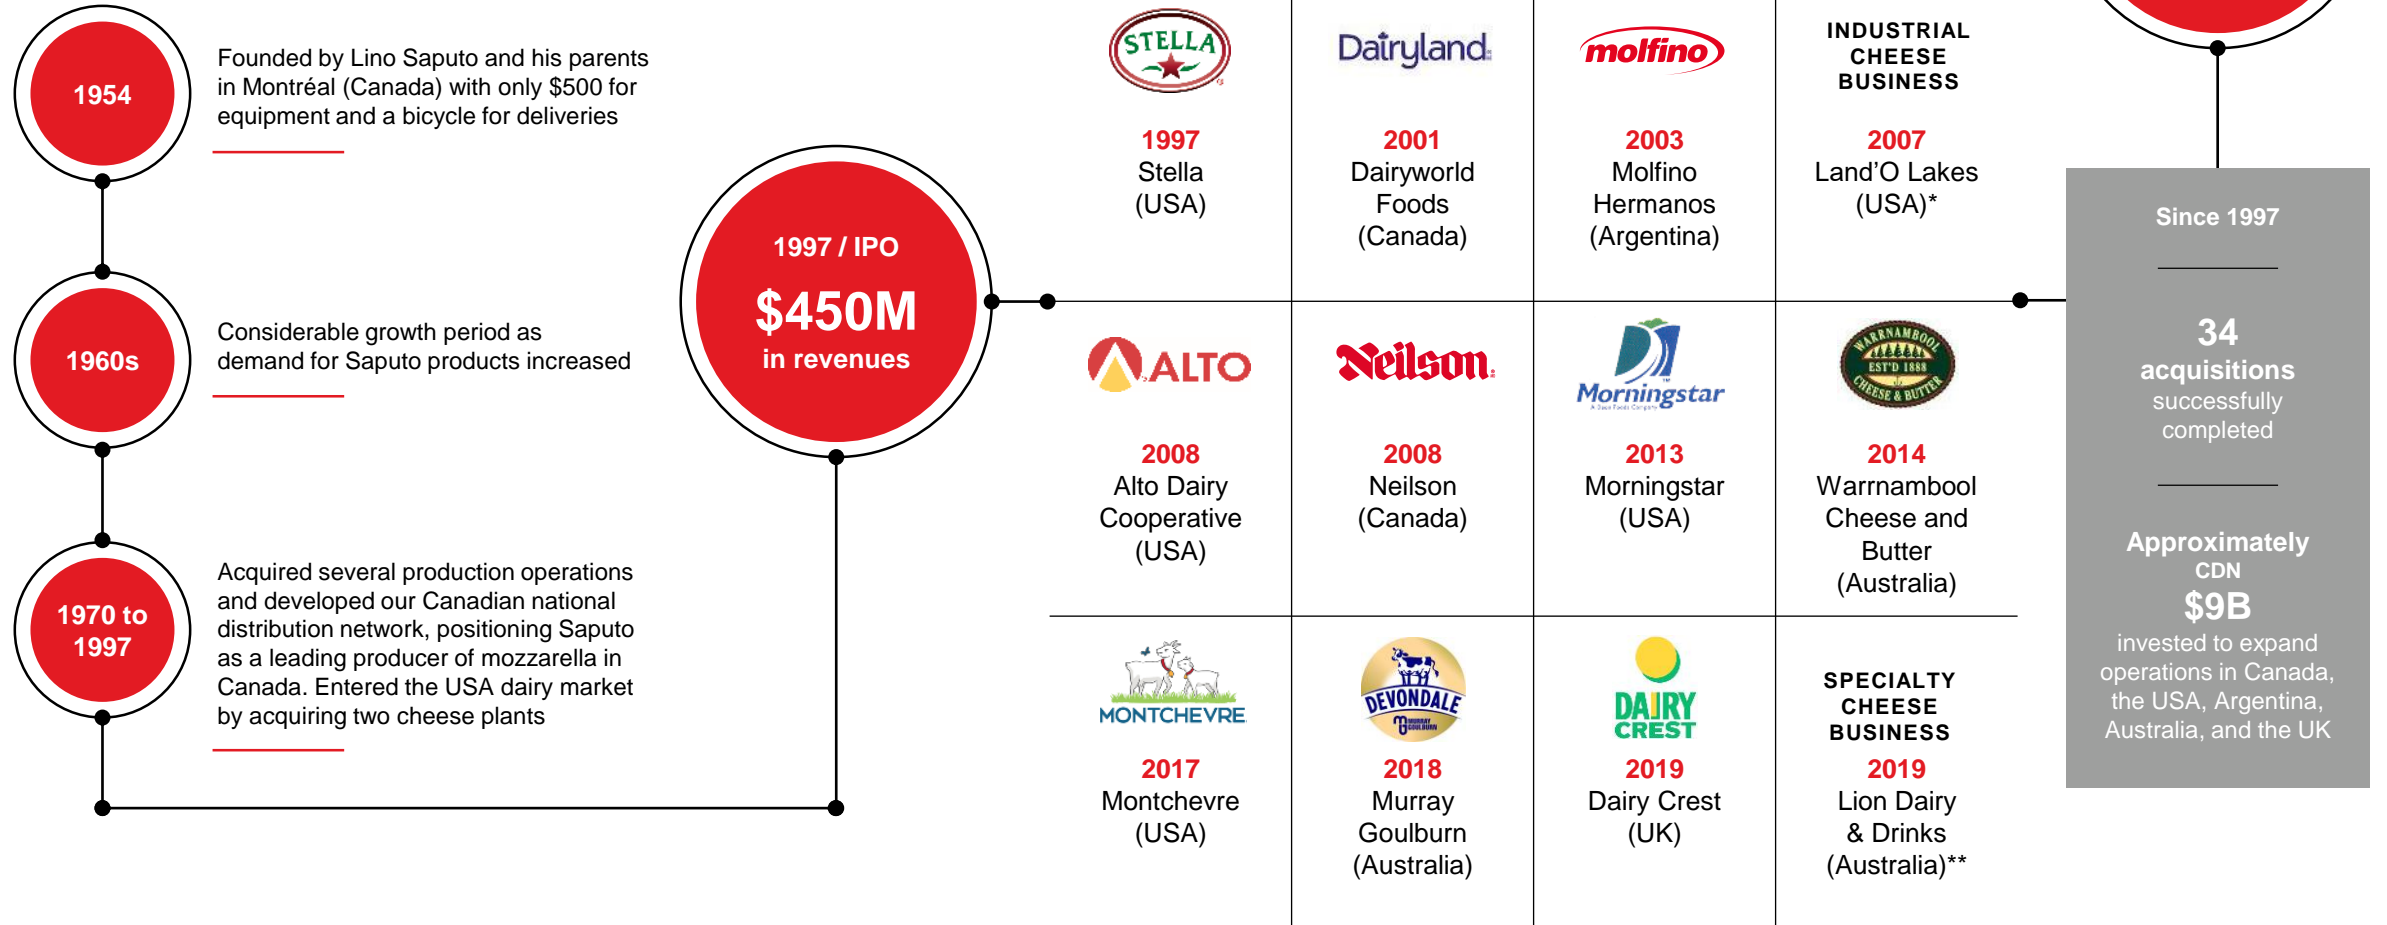 1954
Founded by Lino Saputo and his parents
in Montréal (Canada) with only $500 for
equipment and a bicycle for deliveries
1960s
Considerable growth period as
demand for Saputo products increased
1970 to
1997
Acquired several production operations
and developed our Canadian national
distribution network, positioning Saputo
as a leading producer of mozzarella in
Canada. Entered the USA dairy market
by acquiring two cheese plants
1997 / IPO
$450M
in revenues
STELLA
1997
Stella
(USA)
Dairyland
2001
Dairyworld
Foods
(Canada)
molfino
2003
Molfino
Hermanos
(Argentina)
INDUSTRIAL
CHEESE
BUSINESS
2007
Land’O Lakes
(USA)*
ALTO
2008
Alto Dairy
Cooperative
(USA)
Neilson
2008
Neilson
(Canada)
Morningstar
A Dean Foods Company
2013
Morningstar
(USA)
WARRNAMBOOL
EST'D 1888
CHEESE & BUTTER
2014
Warrnambool
Cheese and
Butter
(Australia)
MONTCHEVRE
2017
Montchevre
(USA)
DEVONDALE
MURRAY
GOULBURN
2018
Murray
Goulburn
(Australia)
DAIRY
CREST
2019
Dairy Crest
(UK)
SPECIALTY
CHEESE
BUSINESS
2019
Lion Dairy
& Drinks
(Australia)**
Since 1997
34
acquisitions
successfully
completed
Approximately
CDN
$9B
invested to expand
operations in Canada,
the USA, Argentina,
Australia, and the UK